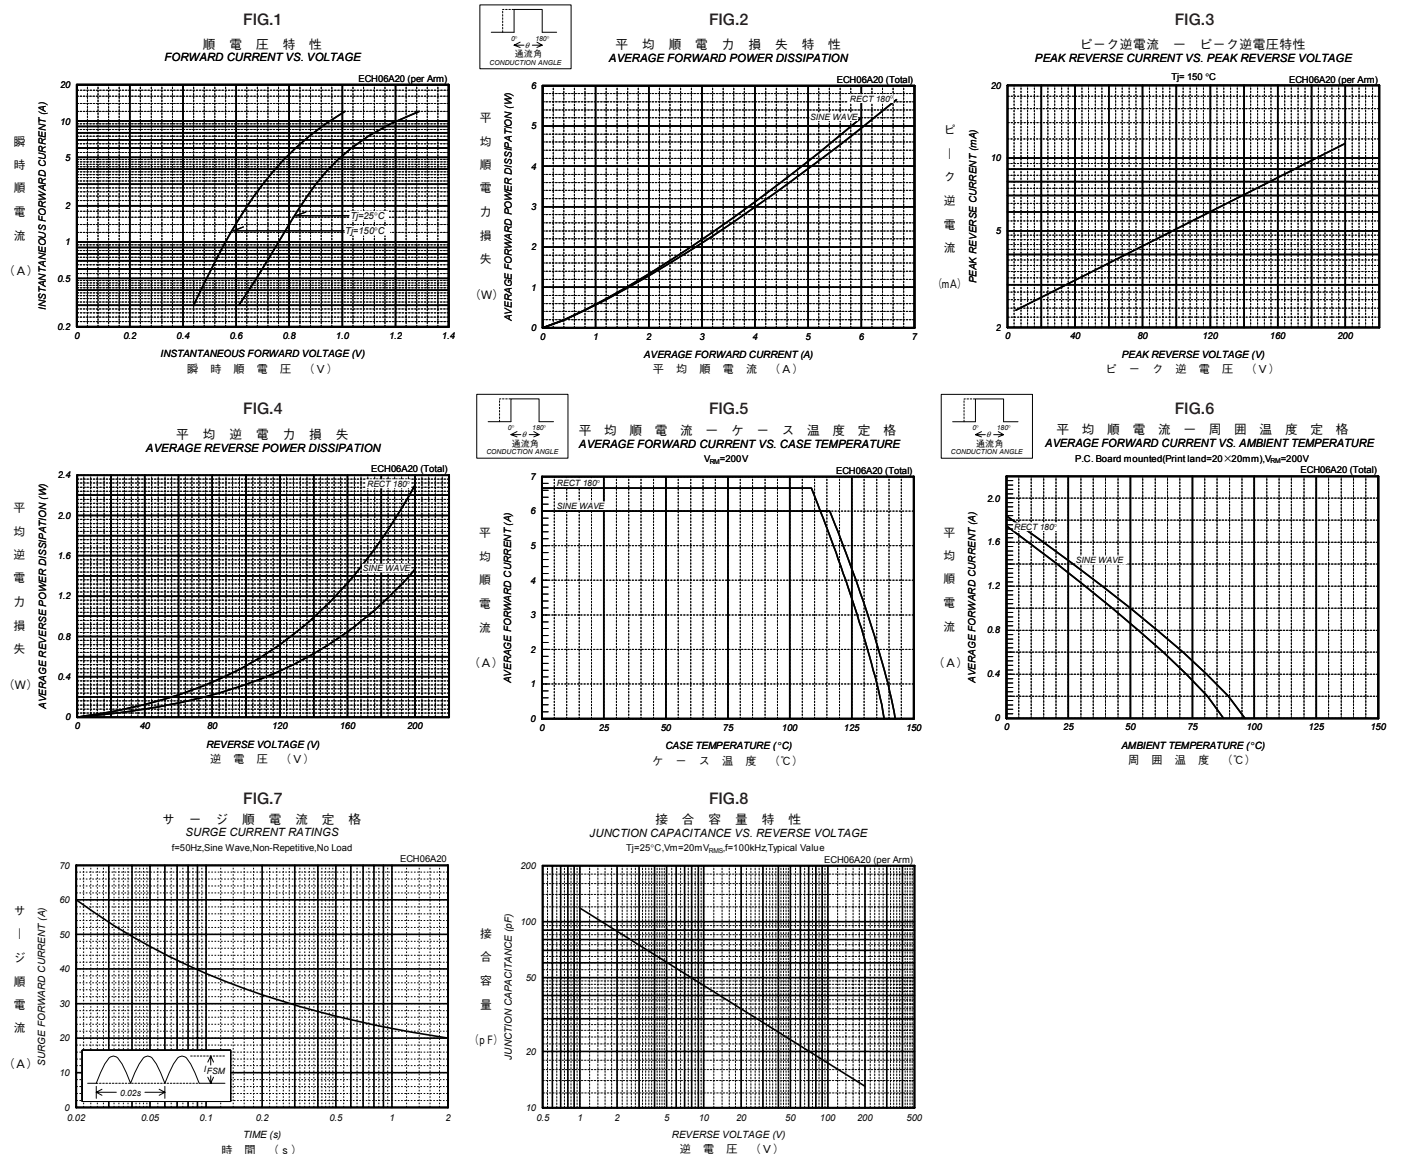 FIG.1
順電圧特性
FORWARD CURRENT VS. VOLTAGE
ECH06A20 (per Arm)
瞬時順電流 (A)
INSTANTANEOUS FORWARD CURRENT (A)
20
10
5
2
1
0.5
0.2
Tj=25°C
Tj=150°C
0 0.2 0.4 0.6 0.8 1.0 1.2 1.4
INSTANTANEOUS FORWARD VOLTAGE (V)
瞬時順電圧 (V)
0° 180°
θ
通流角
CONDUCTION ANGLE
FIG.2
平均順電力損失特性
AVERAGE FORWARD POWER DISSIPATION
ECH06A20 (Total)
平均順電力損失 (W)
AVERAGE FORWARD POWER DISSIPATION (W)
6
5
4
3
2
1
0
RECT 180°
SINE WAVE
0 1 2 3 4 5 6 7
AVERAGE FORWARD CURRENT (A)
平均順電流 (A)
FIG.3
ピーク逆電流 ー ピーク逆電圧特性
PEAK REVERSE CURRENT VS. PEAK REVERSE VOLTAGE
Tj= 150 °C
ECH06A20 (per Arm)
ピーク逆電流 (mA)
PEAK REVERSE CURRENT (mA)
20
10
5
2
0 40 80 120 160 200
PEAK REVERSE VOLTAGE (V)
ピーク逆電圧 (V)
FIG.4
平均逆電力損失
AVERAGE REVERSE POWER DISSIPATION
ECH06A20 (Total)
平均逆電力損失 (W)
AVERAGE REVERSE POWER DISSIPATION (W)
2.4
2.0
1.6
1.2
0.8
0.4
0
RECT 180°
SINE WAVE
0 40 80 120 160 200
REVERSE VOLTAGE (V)
逆電圧 (V)
0° 180°
θ
通流角
CONDUCTION ANGLE
FIG.5
平均順電流ーケース温度定格
AVERAGE FORWARD CURRENT VS. CASE TEMPERATURE
VRM=200V
ECH06A20 (Total)
平均順電流 (A)
AVERAGE FORWARD CURRENT (A)
7
6
5
4
3
2
1
0
RECT 180°
SINE WAVE
0 25 50 75 100 125 150
CASE TEMPERATURE (°C)
ケース温度 (℃)
0° 180°
θ
通流角
CONDUCTION ANGLE
FIG.6
平均順電流ー周囲温度定格
AVERAGE FORWARD CURRENT VS. AMBIENT TEMPERATURE
P.C. Board mounted(Print land=20×20mm),VRM=200V
ECH06A20 (Total)
平均順電流 (A)
AVERAGE FORWARD CURRENT (A)
2.0
1.6
1.2
0.8
0.4
0
RECT 180°
SINE WAVE
0 25 50 75 100 125 150
AMBIENT TEMPERATURE (°C)
周囲温度 (℃)
FIG.7
サージ順電流定格
SURGE CURRENT RATINGS
f=50Hz,Sine Wave,Non-Repetitive,No Load
ECH06A20
サージ順電流 (A)
SURGE FORWARD CURRENT (A)
70
60
50
40
30
20
10
0
IFSM
0.02s
0.02 0.05 0.1 0.2 0.5 1 2
TIME (s)
時間 (s)
FIG.8
接合容量特性
JUNCTION CAPACITANCE VS. REVERSE VOLTAGE
Tj=25°C,Vm=20mVRMS,f=100kHz,Typical Value
ECH06A20 (per Arm)
接合容量 (pF)
JUNCTION CAPACITANCE (pF)
200
100
50
20
10
0.5 1 2 5 10 20 50 100 200 500
REVERSE VOLTAGE (V)
逆電圧 (V)